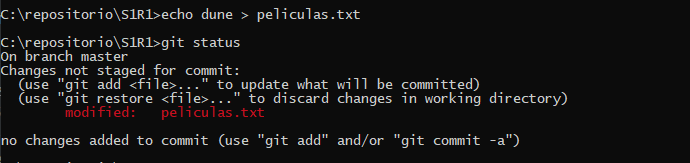 C:\repositorio\S1R1>echo dune > peliculas.txt
C:\repositorio\S1R1>git status
On branch master
Changes not staged for commit:
(use "git add <file>..." to update what will be committed)
(use "git restore <file>..." to discard changes in working directory)
modified:   peliculas.txt
no changes added to commit (use "git add" and/or "git commit -a")